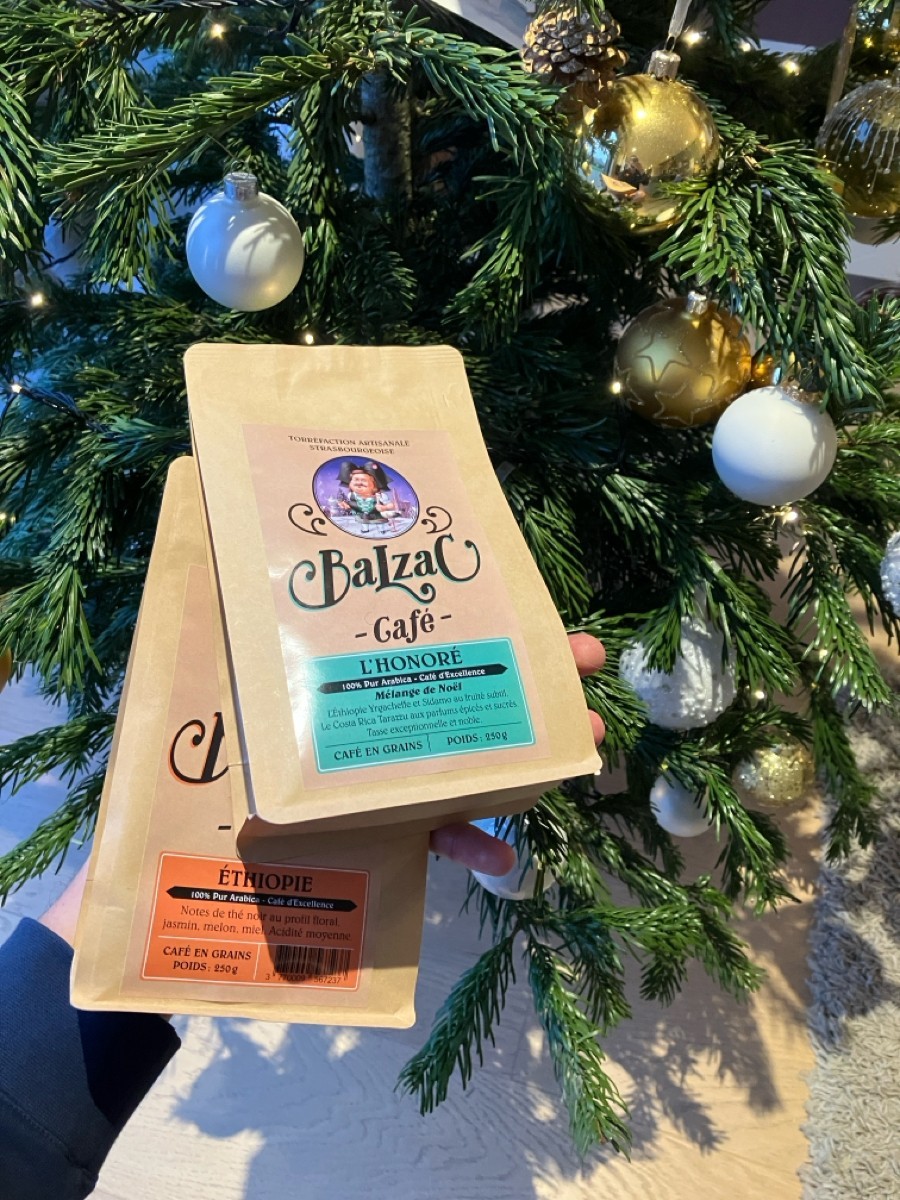 TORRÉFACTION ARTISANALE
STRASBOURGEOISE
BALZAC
- Café -
L'HONORÉ
100% Pur Arabica - Café d'Excellence
Mélange de Noël
L'Éthiopie Yrgacheffe et Sidamo au fruité subtil.
Le Costa Rica Tarazzu aux parfums épicés et sucrés.
Tasse exceptionnelle et noble.
CAFÉ EN GRAINS
POIDS : 250 g
ÉTHIOPIE
100% Pur Arabica - Café d'Excellence
Notes de thé noir au profil floral,
jasmin, melon, miel. Acidité moyenne
CAFÉ EN GRAINS
POIDS : 250 g